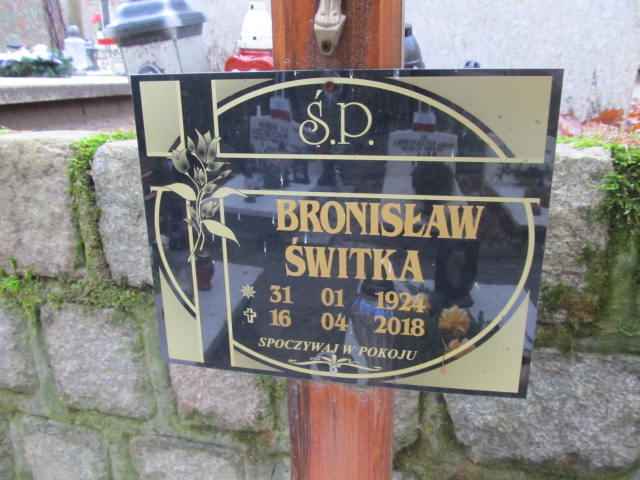 Ś.P.
BRONISŁAW
ŚWITKA
✵ 31 01 1924
✝ 16 04 2018
SPOCZYWAJ W POKOJU